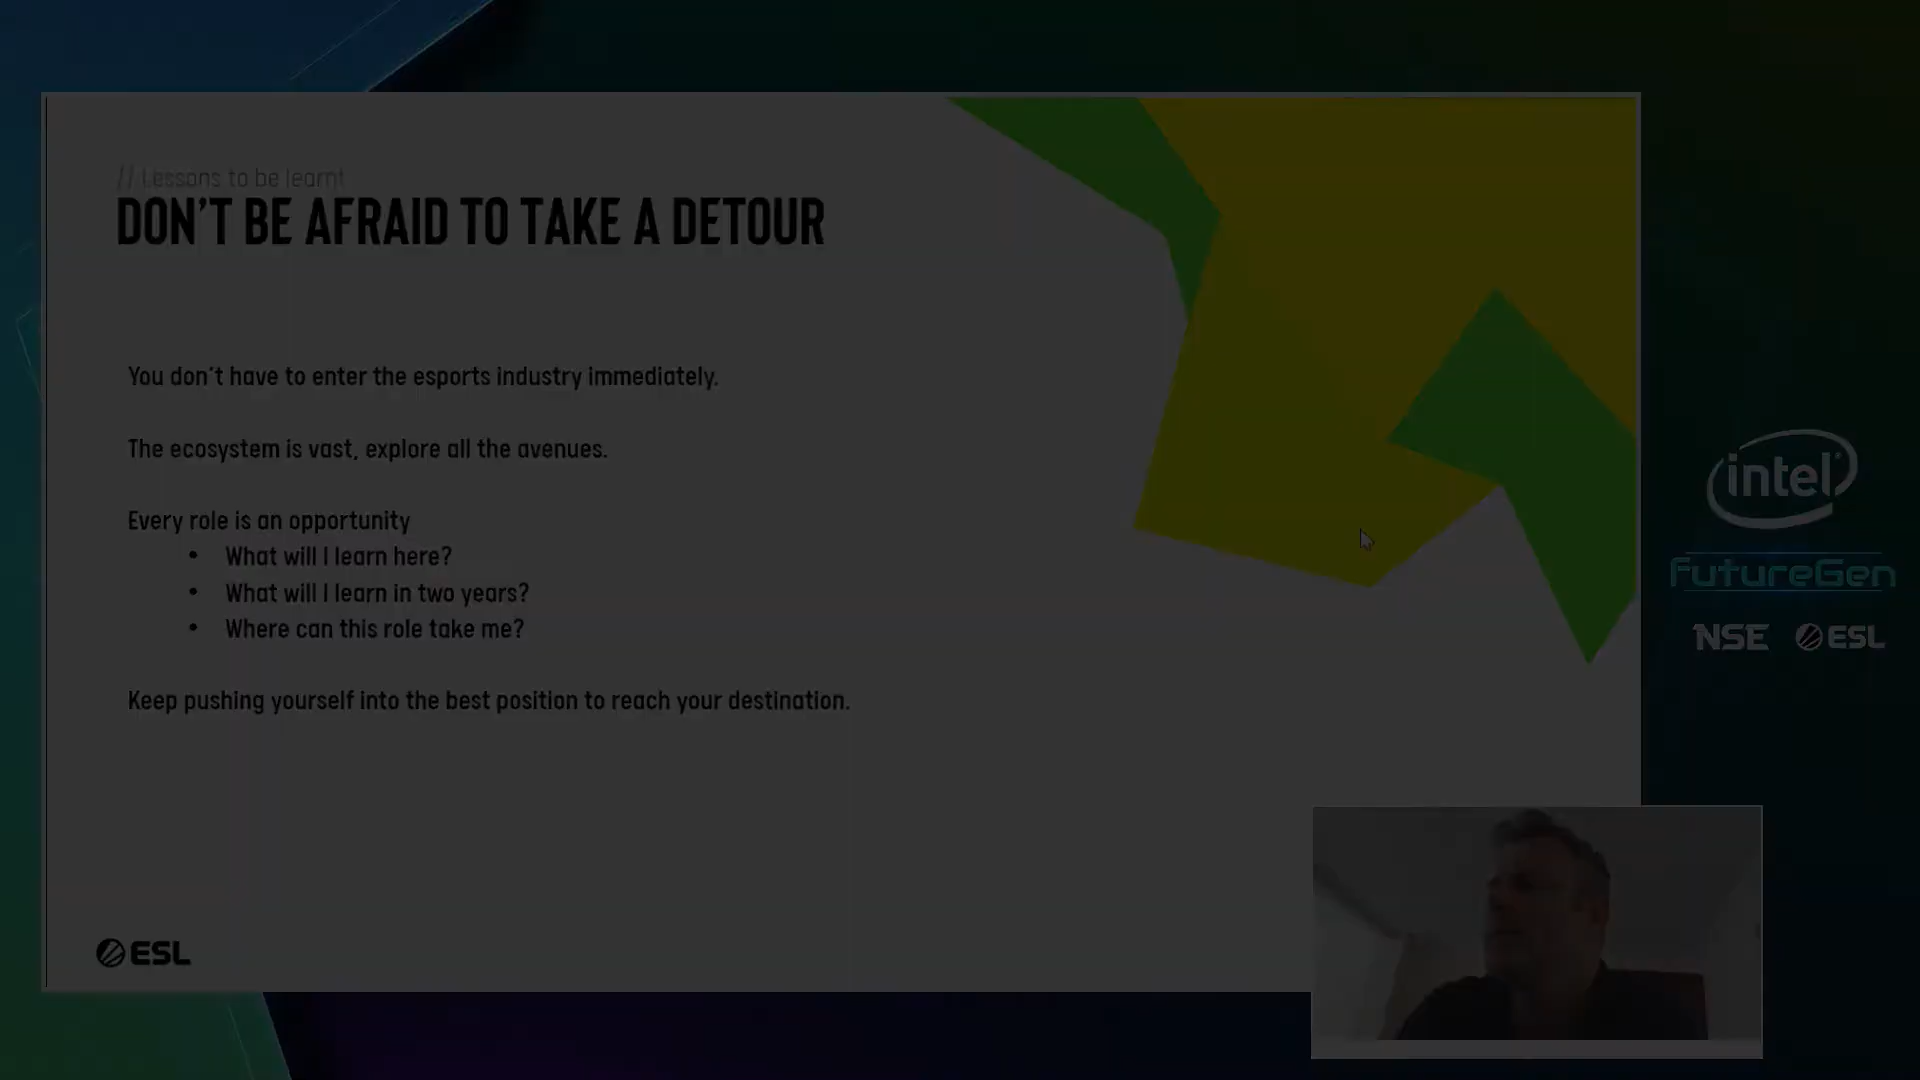 // Lessons to be learnt
DON'T BE AFRAID TO TAKE A DETOUR
You don't have to enter the esports industry immediately.
The ecosystem is vast, explore all the avenues.
Every role is an opportunity
• What will I learn here?
• What will I learn in two years?
• Where can this role take me?
Keep pushing yourself into the best position to reach your destination.
ESL
intel
FutureGen
NSE ESL